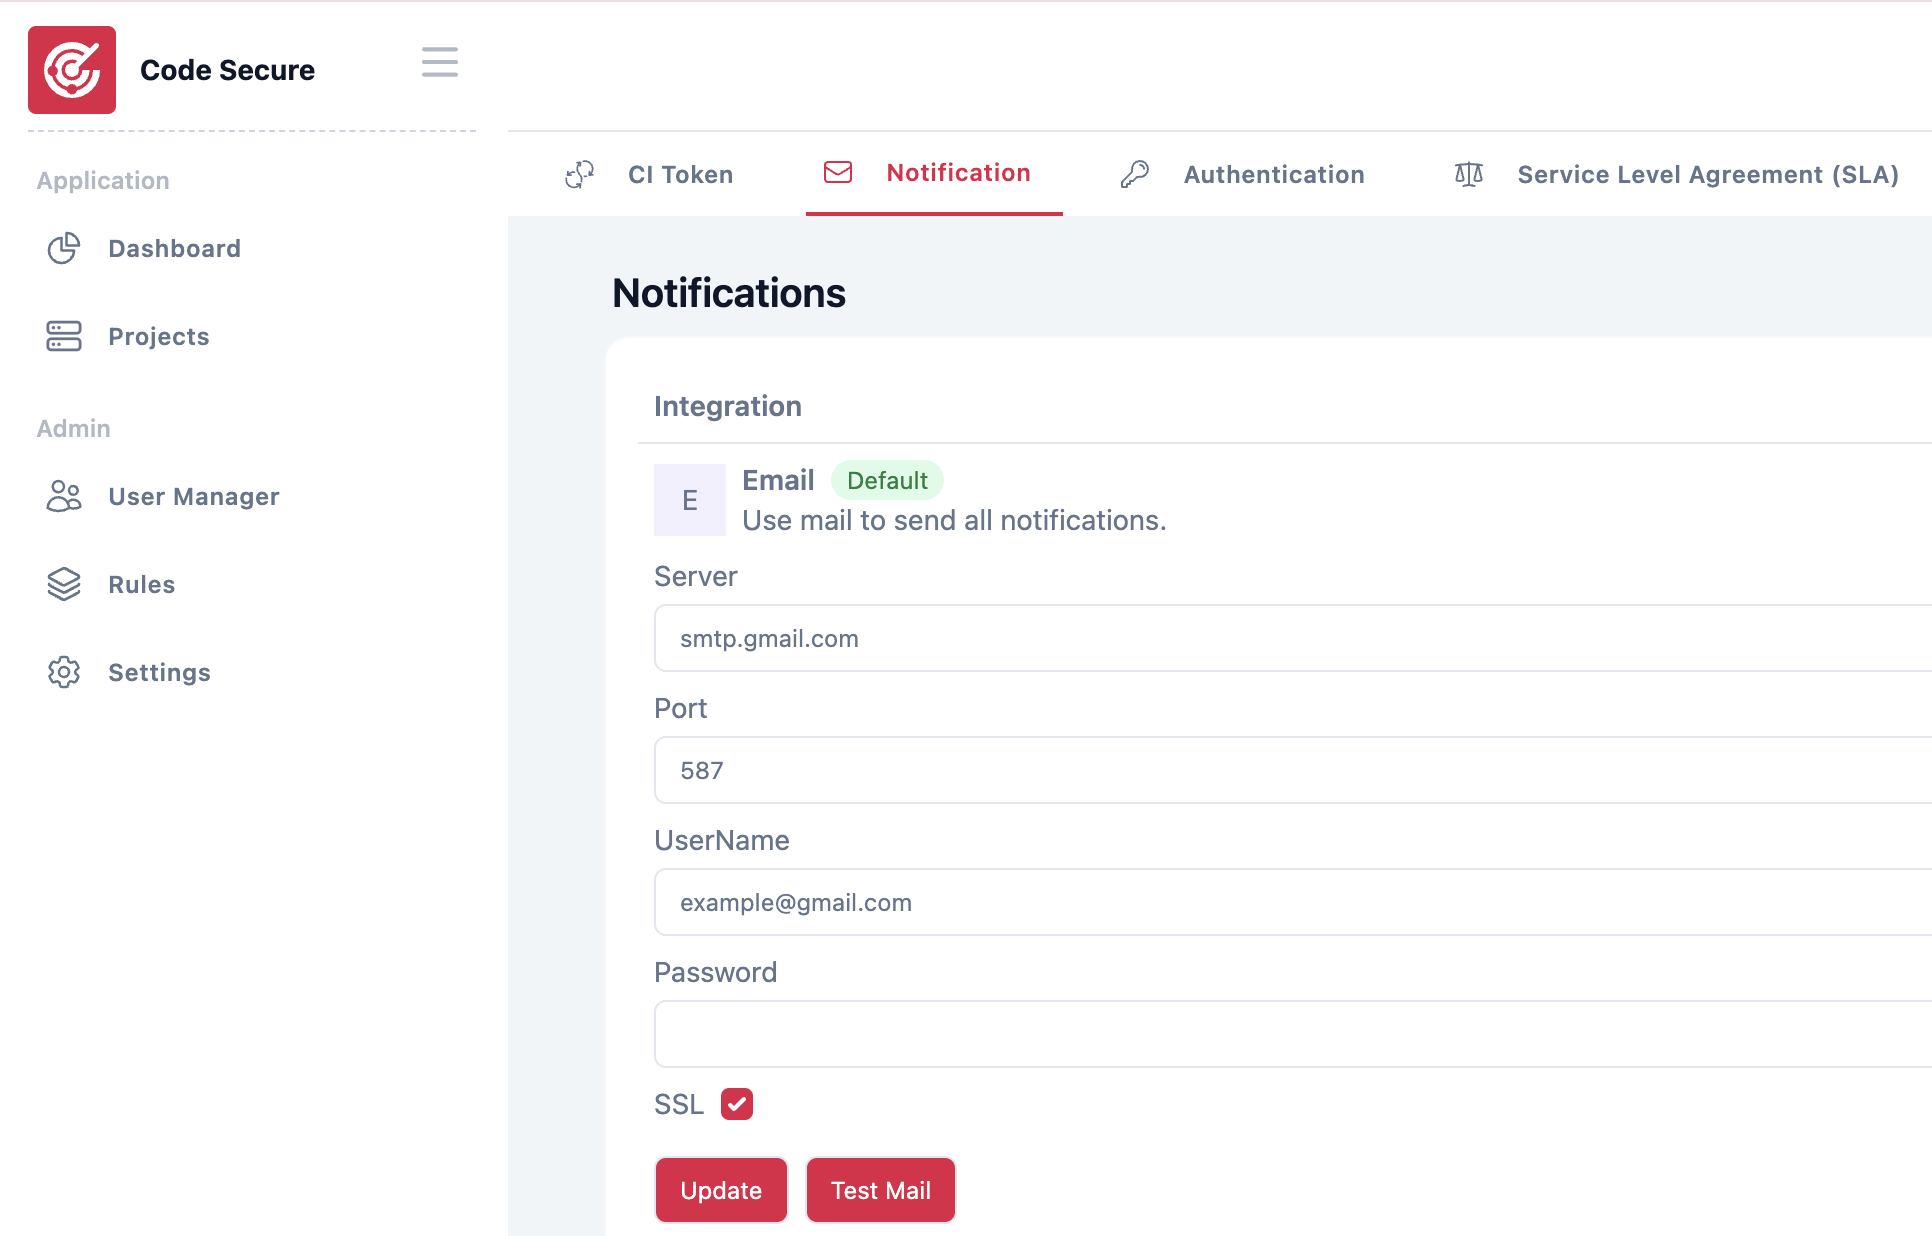 Code Secure
Application
Dashboard
Projects
Admin
User Manager
Rules
Settings
CI Token
Notification
Authentication
Service Level Agreement (SLA)
Notifications
Integration
E
Email
Default
Use mail to send all notifications.
Server
smtp.gmail.com
Port
587
UserName
example@gmail.com
Password
SSL
Update
Test Mail